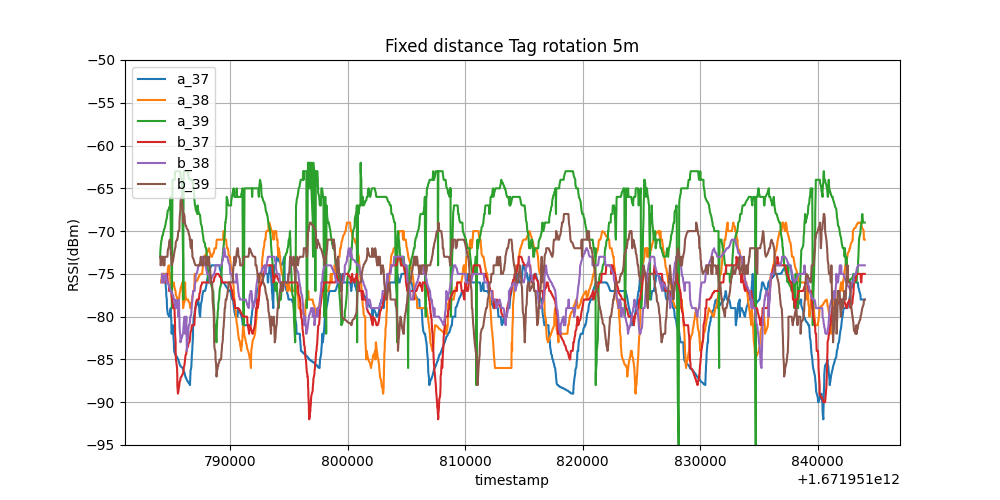 Fixed distance Tag rotation 5m
RSSI(dBm)
−50
−55
−60
−65
−70
−75
−80
−85
−90
−95
a_37
a_38
a_39
b_37
b_38
b_39
790000 800000 810000 820000 830000 840000
timestamp
+1.671951e12